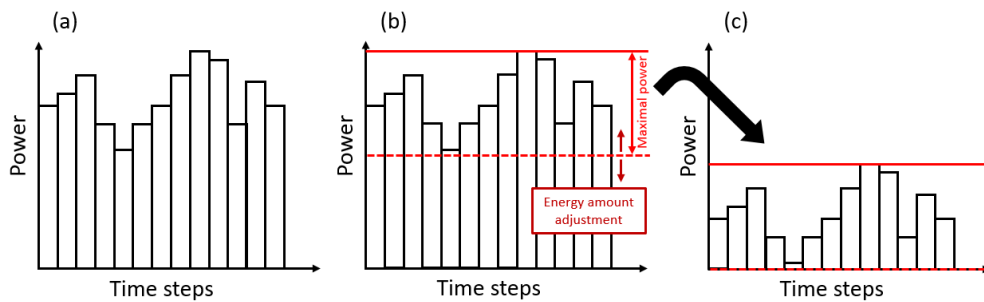 (a)
(b)
(c)
Power
Time steps
Power
Time steps
Maximal power
Energy amount
adjustment
Power
Time steps